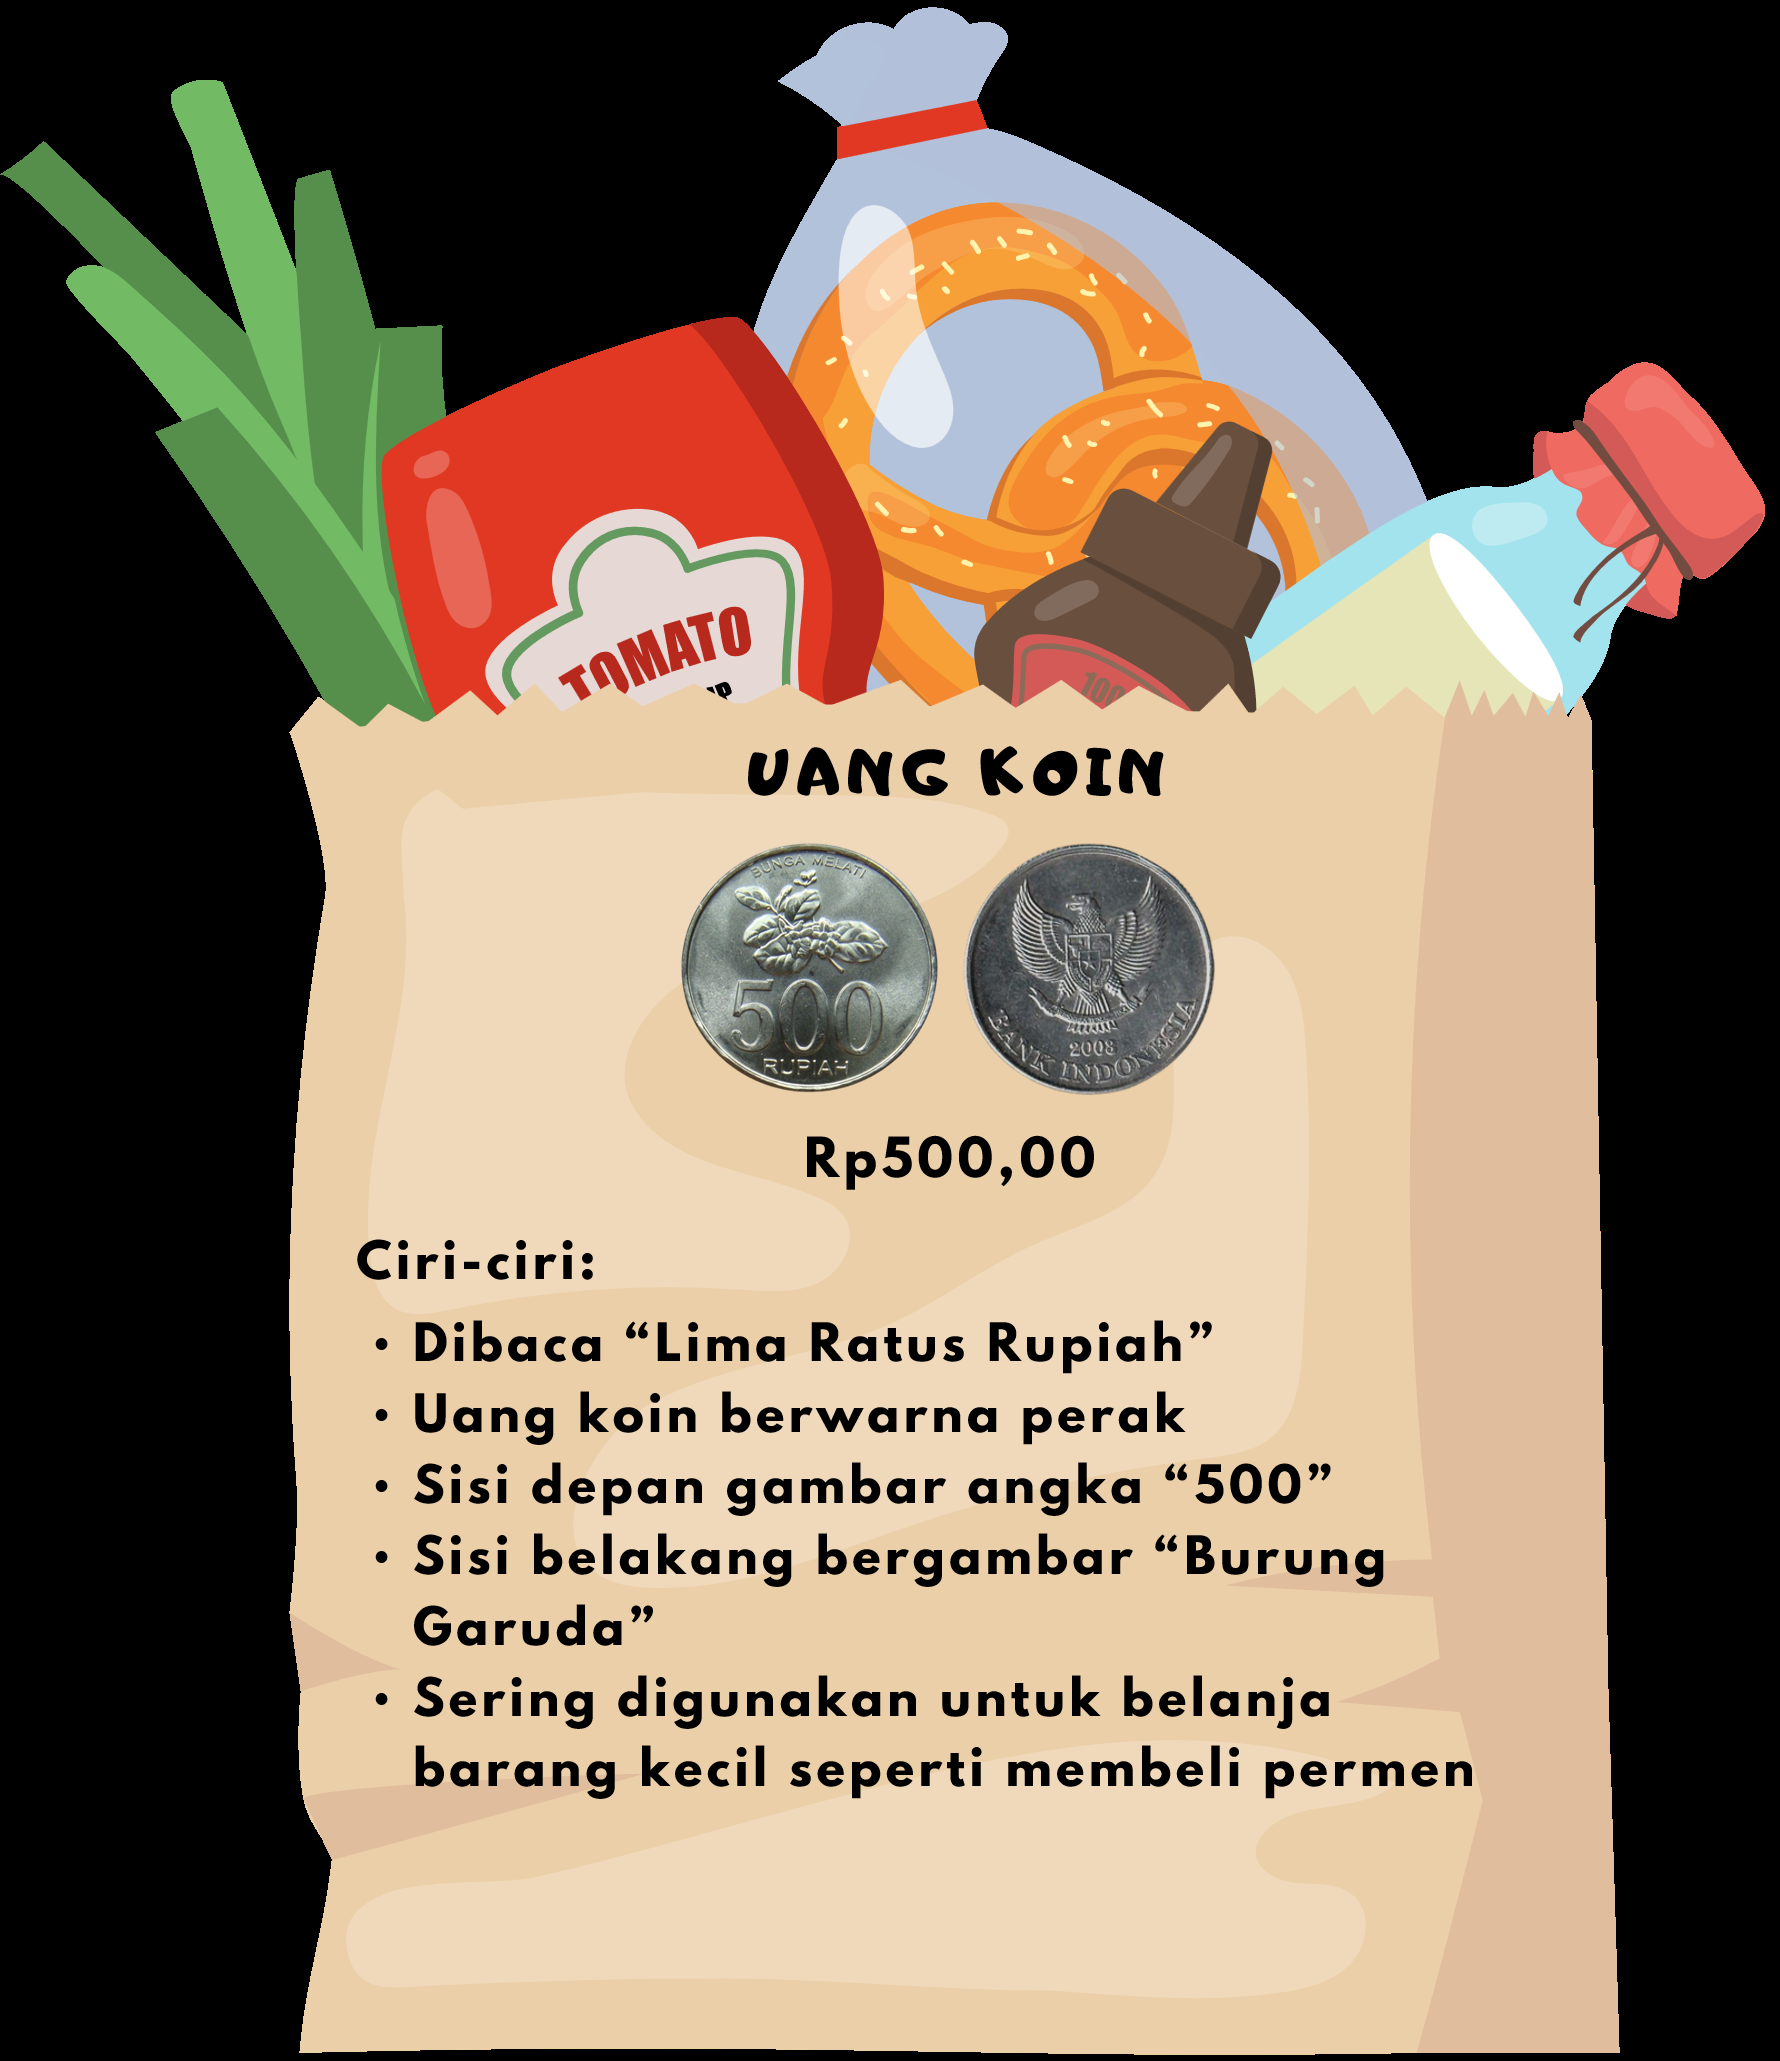 TOMATO
100
UANG KOIN
BUNGA MELATI
500
RUPIAH
2003
BANK INDONESIA
Rp500,00
Ciri-ciri:
• Dibaca “Lima Ratus Rupiah”
• Uang koin berwarna perak
• Sisi depan gambar angka “500”
• Sisi belakang bergambar “Burung
Garuda”
• Sering digunakan untuk belanja
barang kecil seperti membeli permen